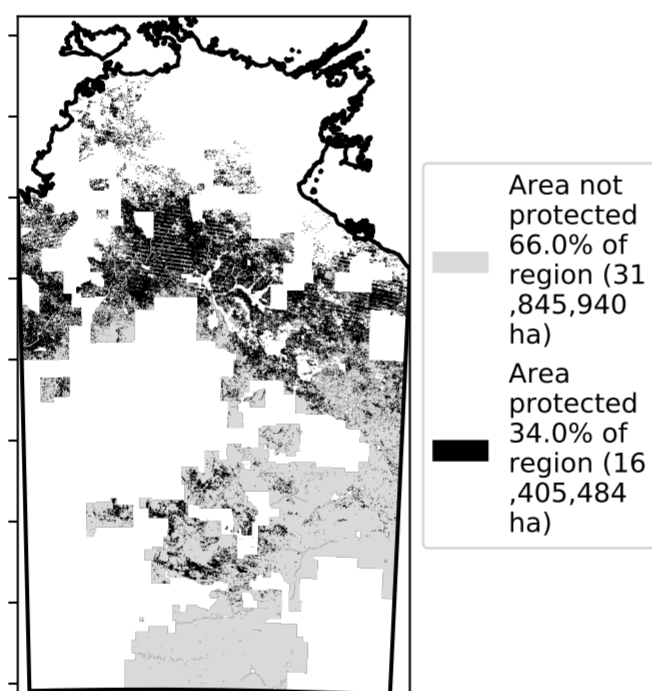 Area not
protected
66.0% of
region (31
,845,940
ha)
Area
protected
34.0% of
region (16
,405,484
ha)